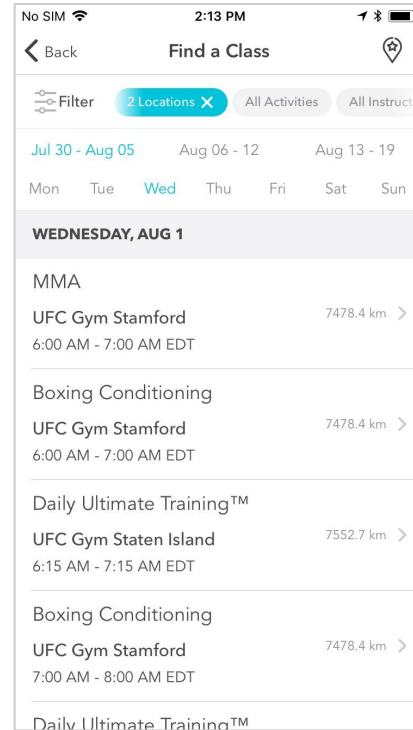 No SIM 2:13 PM
Back Find a Class
Filter 2 Locations X All Activities All Instruct
Jul 30 - Aug 05 Aug 06 - 12 Aug 13 - 19
Mon Tue Wed Thu Fri Sat Sun
WEDNESDAY, AUG 1
MMA
UFC Gym Stamford 7478.4 km
6:00 AM - 7:00 AM EDT
Boxing Conditioning
UFC Gym Stamford 7478.4 km
6:00 AM - 7:00 AM EDT
Daily Ultimate Training™
UFC Gym Staten Island 7552.7 km
6:15 AM - 7:15 AM EDT
Boxing Conditioning
UFC Gym Stamford 7478.4 km
7:00 AM - 8:00 AM EDT
Daily Ultimate Training™